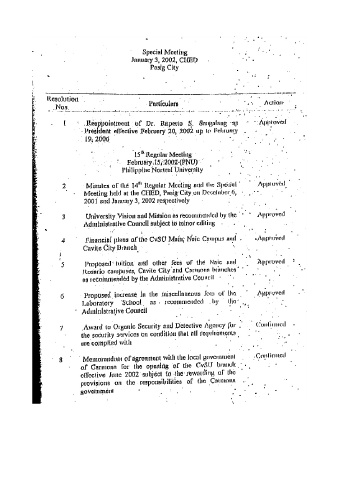 Special Meeting
January 3, 2002, CHED
Pasig City
Resolution Nos. Particulars Action
1 Reappointment of Dr. Ruperto S. Sangalang as Approved
President effective February 20, 2002 up to February
19, 2006
15th Regular Meeting
February 15, 2002 (PNU)
Philippine Normal University
2 Minutes of the 14th Regular Meeting and the Special Approved
Meeting held at the CHED, Pasig City on December 6,
2001 and January 3, 2002 respectively
3 University Vision and Mission as recommended by the Approved
Administrative Council subject to minor editing
4 Financial plans of the CvSU Main, Naic Campus and Approved
Cavite City Branch
5 Proposed tuition and other fees of the Naic and Approved
Rosario campuses, Cavite City and Carmona branches
as recommended by the Administrative Council
6 Proposed increase in the miscellaneous fees of the Approved
Laboratory School as recommended by the
Administrative Council
7 Award to Organic Security and Detective Agency for Confirmed
the security services on condition that all requirements
are complied with
8 Memorandum of agreement with the local government Confirmed
of Carmona for the opening of the CvSU branch
effective June 2002 subject to the rewording of the
provisions on the responsibilities of the Carmona
government